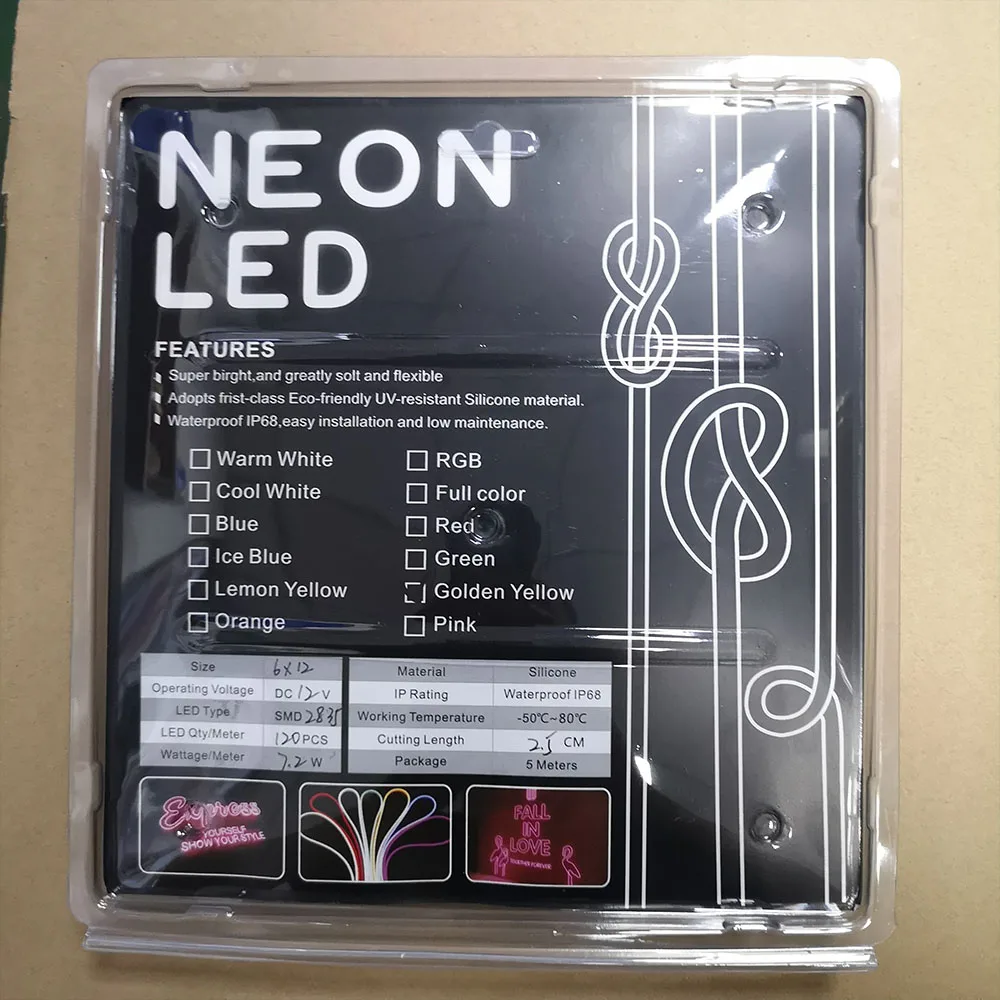 NEON
LED
FEATURES
Super birght,and greatly solt and flexible
Adopts frist-class Eco-friendly UV-resistant Silicone material.
Waterproof IP68,easy installation and low maintenance.
Warm White
Cool White
Blue
Ice Blue
Lemon Yellow
Orange
RGB
Full color
Red
Green
Golden Yellow
Pink
Size 6X12
Operating Voltage DC 12 V
LED Type SMD 2835
LED Qty/Meter 120 PCS
Wattage/Meter 7.2 W
Material Silicone
IP Rating Waterproof IP68
Working Temperature -50℃~80℃
Cutting Length 2.5 CM
Package 5 Meters
Express
YOURSELF
SHOW YOUR STYLE
FALL
IN
LOVE
TOGETHER FOREVER